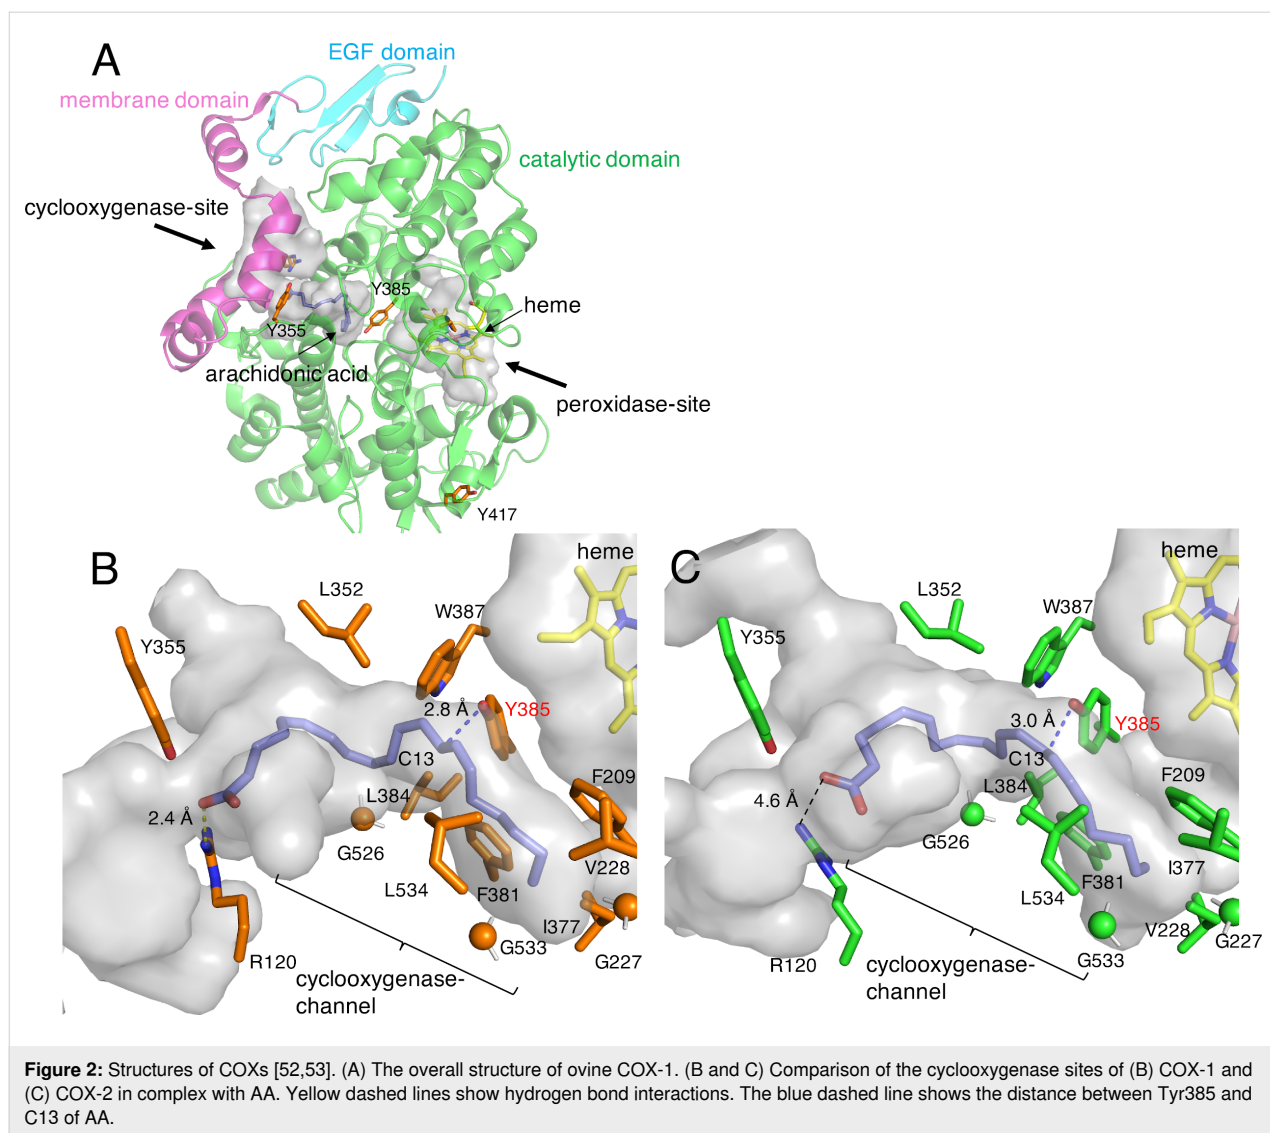 A
EGF domain
membrane domain
catalytic domain
cyclooxygenase-site
Y385
heme
Y355
arachidonic acid
peroxidase-site
Y417
B
heme
L352
W387
Y355
2.8 Å
Y385
C13
F209
L384
2.4 Å
G526
V228
L534
F381
I377
G533
R120
G227
cyclooxygenase-
channel
C
heme
L352
W387
Y355
3.0 Å
Y385
C13
F209
L384
4.6 Å
G526
I377
F381
L534
V228
G227
R120
G533
cyclooxygenase-
channel
Figure 2: Structures of COXs [52,53]. (A) The overall structure of ovine COX-1. (B and C) Comparison of the cyclooxygenase sites of (B) COX-1 and
(C) COX-2 in complex with AA. Yellow dashed lines show hydrogen bond interactions. The blue dashed line shows the distance between Tyr385 and
C13 of AA.